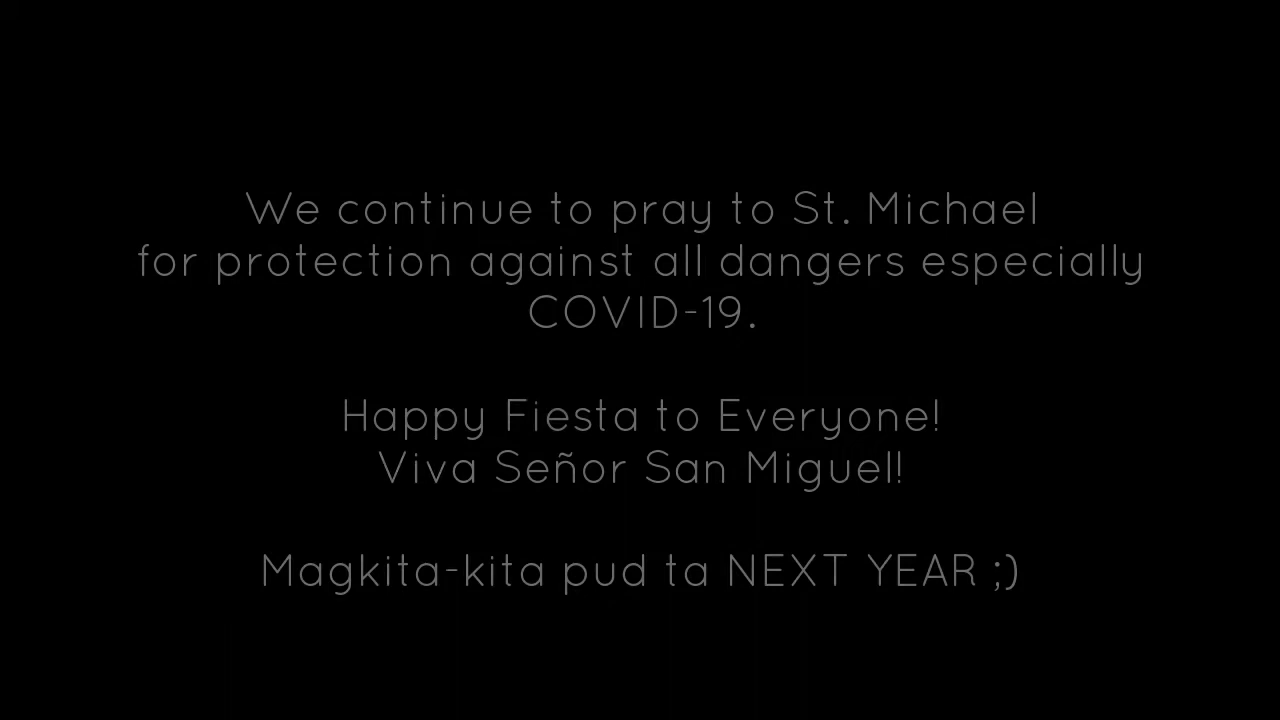 We continue to pray to St. Michael
for protection against all dangers especially
COVID-19.
Happy Fiesta to Everyone!
Viva Señor San Miguel!
Magkita-kita pud ta NEXT YEAR ;)